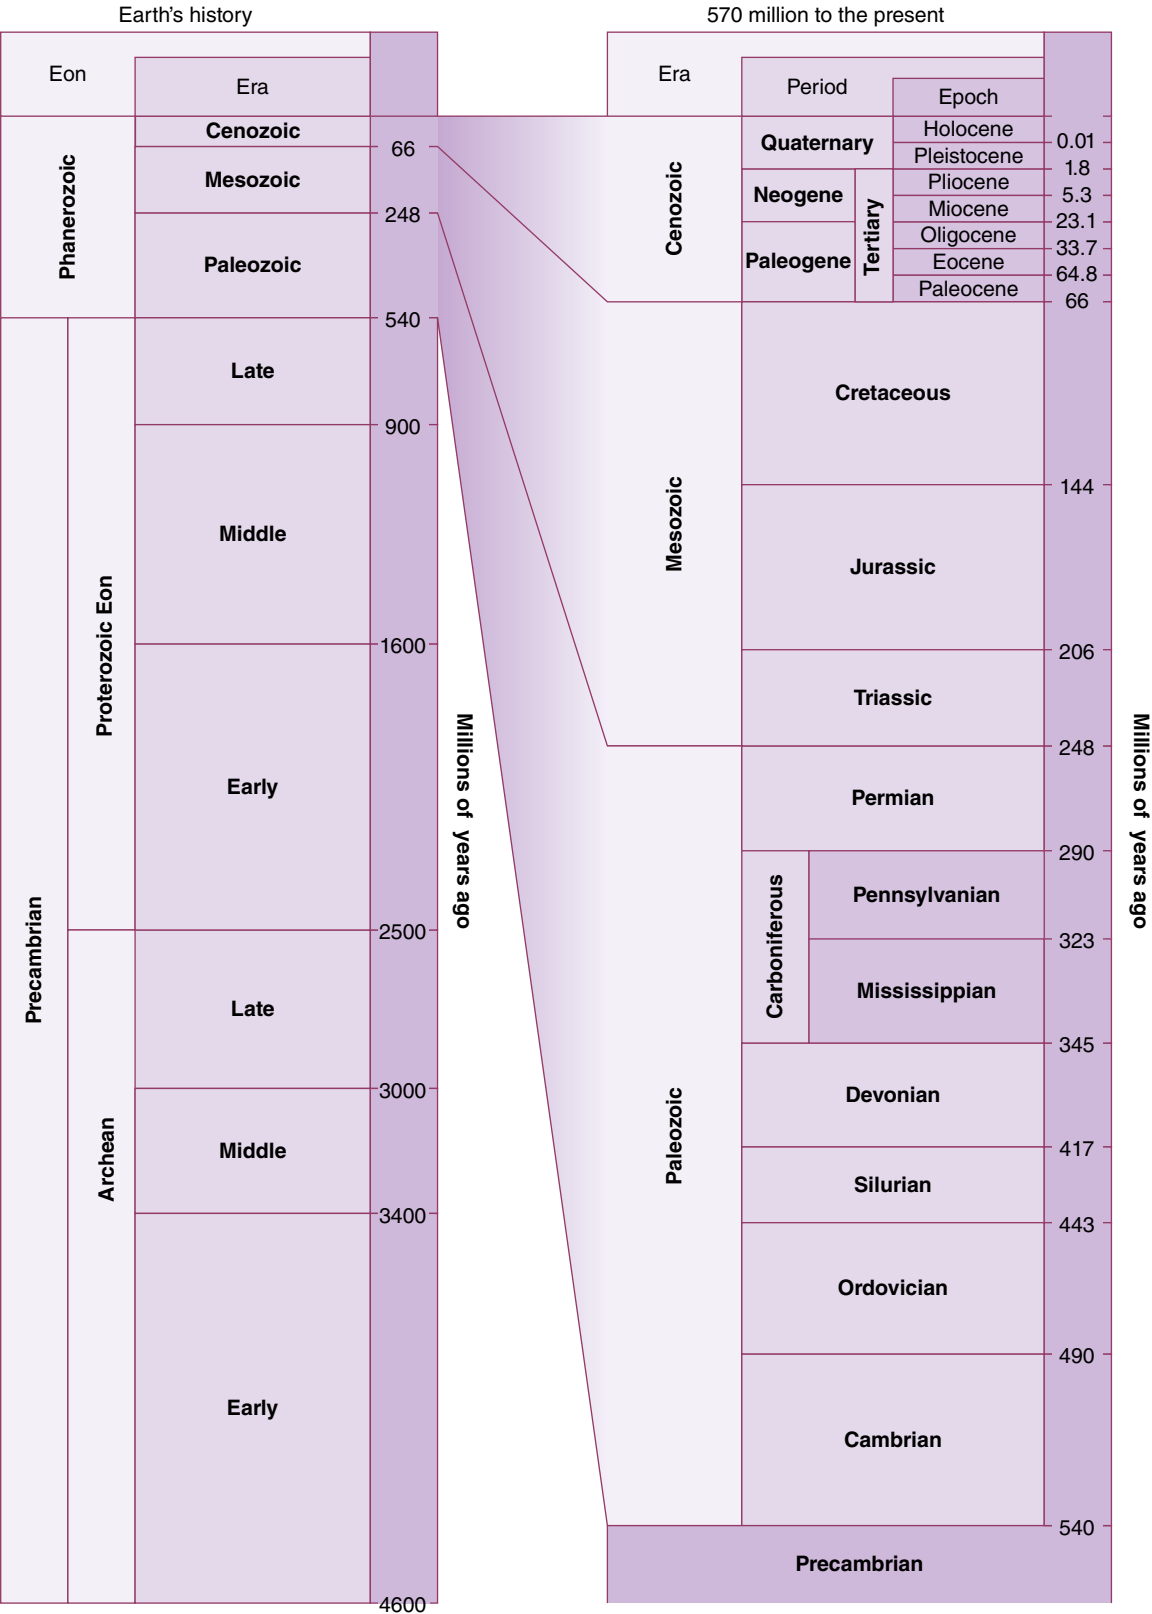 Earth's history
Eon
Era
Phanerozoic
Cenozoic
66
Mesozoic
248
Paleozoic
540
Precambrian
Proterozoic Eon
Late
900
Middle
1600
Early
2500
Archean
Late
3000
Middle
3400
Early
4600
Millions of years ago
570 million to the present
Era
Period
Epoch
Cenozoic
Quaternary
Holocene
0.01
Pleistocene
1.8
Neogene
Tertiary
Pliocene
5.3
Miocene
23.1
Paleogene
Oligocene
33.7
Eocene
64.8
Paleocene
66
Mesozoic
Cretaceous
144
Jurassic
206
Triassic
248
Paleozoic
Permian
290
Carboniferous
Pennsylvanian
323
Mississippian
345
Devonian
417
Silurian
443
Ordovician
490
Cambrian
540
Precambrian
Millions of years ago